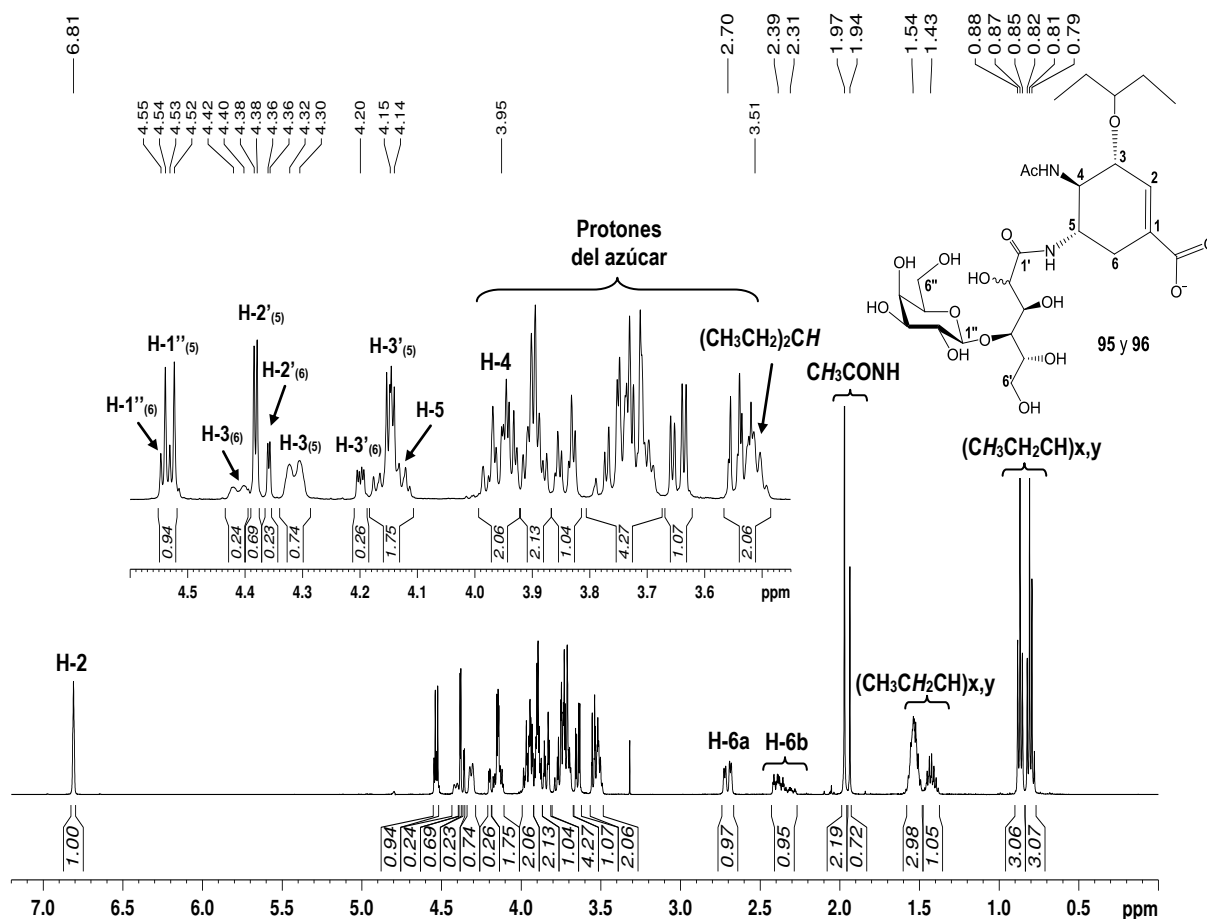 6.81
2.70
2.39
2.31
1.97
1.94
1.54
1.43
0.88
0.87
0.85
0.82
0.81
0.79
4.55
4.54
4.53
4.52
4.42
4.40
4.38
4.38
4.36
4.36
4.32
4.30
4.20
4.15
4.14
3.95
3.51
O
AcHN
4
3
2
5
1
6
O
1'
N
H
O
O-
OH
OH
6''
HO
O
OH
1''
O
HO
OH
OH
6'
OH
95 y 96
Protones
del azúcar
H-1''(6)
H-1''(5)
H-3(6)
H-2'(5)
H-2'(6)
H-3(5)
H-3'(6)
H-3'(5)
H-5
H-4
(CH3CH2)2CH
CH3CONH
(CH3CH2CH)x,y
0.94
0.24
0.69
0.23
0.74
0.26
1.75
2.06
2.13
1.04
4.27
1.07
2.06
4.5 4.4 4.3 4.2 4.1 4.0 3.9 3.8 3.7 3.6 ppm
H-2
H-6a
H-6b
(CH3CH2CH)x,y
1.00
0.94
0.24
0.69
0.23
0.74
0.26
1.75
2.06
2.13
1.04
4.27
1.07
2.06
0.97
0.95
2.19
0.72
2.98
1.05
3.06
3.07
7.0 6.5 6.0 5.5 5.0 4.5 4.0 3.5 3.0 2.5 2.0 1.5 1.0 0.5 ppm